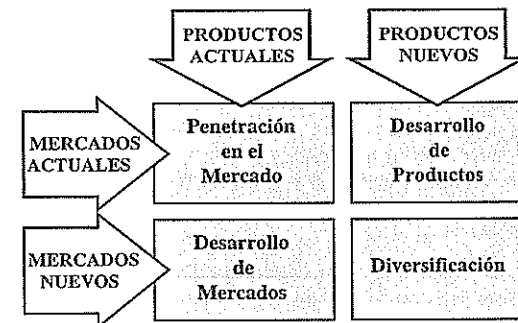 PRODUCTOS
ACTUALES
PRODUCTOS
NUEVOS
MERCADOS
ACTUALES
Penetración
en el
Mercado
Desarrollo
de
Productos
MERCADOS
NUEVOS
Desarrollo
de
Mercados
Diversificación